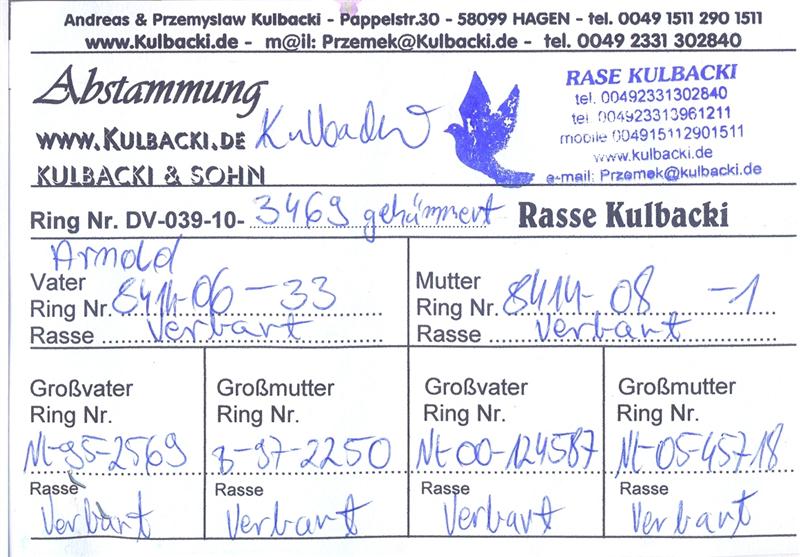 Andreas & Przemyslaw Kulbacki - Pappelstr.30 - 58099 HAGEN - tel. 0049 1511 290 1511
www.Kulbacki.de - m@il: Przemek@Kulbacki.de - tel. 0049 2331 302840
Abstammung
www.KULBACKI.DE
KULBACKI & SOHN
Kulbacki
RASE KULBACKI
tel. 00492331302840
tel 004923313961211
mobile 004915112901511
www.kulbacki.de
e-mail: Przemek@kulbacki.de
Ring Nr. DV-039-10- 3469 gehämmert Rasse Kulbacki
Arnold
Vater
Ring Nr. 8414-06-33
Rasse Verbart
Mutter
Ring Nr. 8414-08-1
Rasse Verbart
Großvater
Ring Nr.
Nl-95-2569
Rasse
Verbart
Großmutter
Ring Nr.
B-97-2250
Rasse
Verbart
Großvater
Ring Nr.
Nl-00-124587
Rasse
Verbart
Großmutter
Ring Nr.
Nl-05-45718
Rasse
Verbart